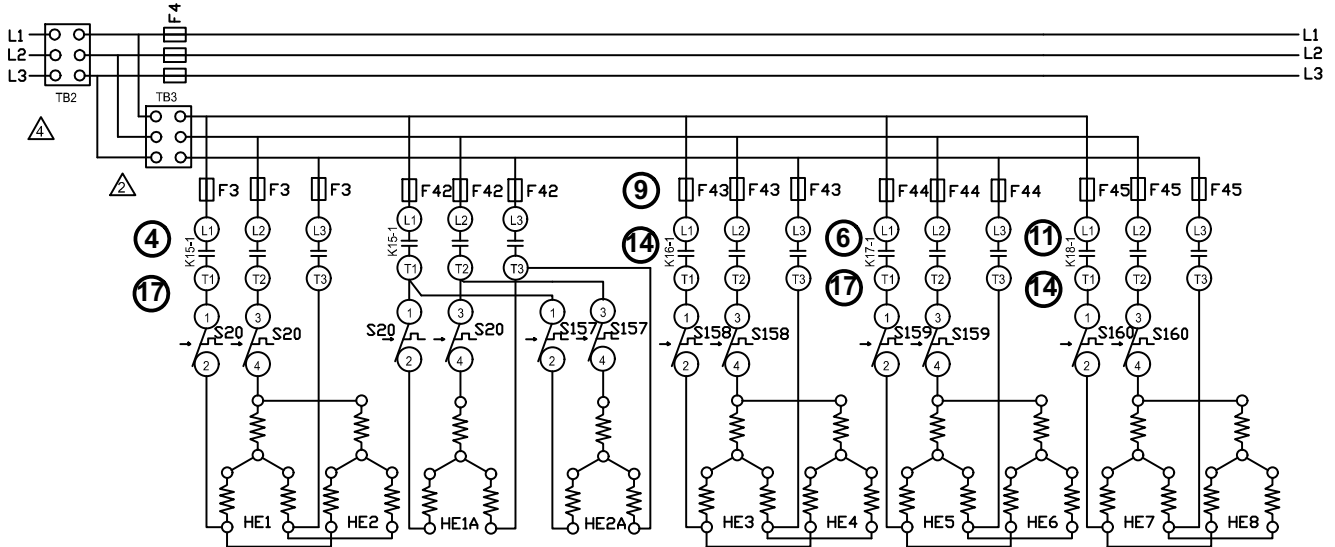 F4
L1 L1
L2 L2
L3 L3
TB2 TB3
4
2
F3 F3 F3 F42 F42 F42 9 F43 F43 F43 F44 F44 F44 F45 F45 F45
L1 L2 L3 L1 L2 L3 L1 L2 L3 L1 L2 L3 L1 L2 L3
4 K15-1 K15-1 14 K16-1 6 K17-1 11 K18-1
T1 T2 T3 T1 T2 T3 T1 T2 T3 T1 T2 T3 T1 T2 T3
17 17 14
1 3 1 3 1 3 1 3 1 3 1 3
S20 S20 S20 S20 S157 S157 S158 S158 S159 S159 S160 S160
2 4 2 4 2 4 2 4 2 4 2 4
HE1 HE2 HE1A HE2A HE3 HE4 HE5 HE6 HE7 HE8